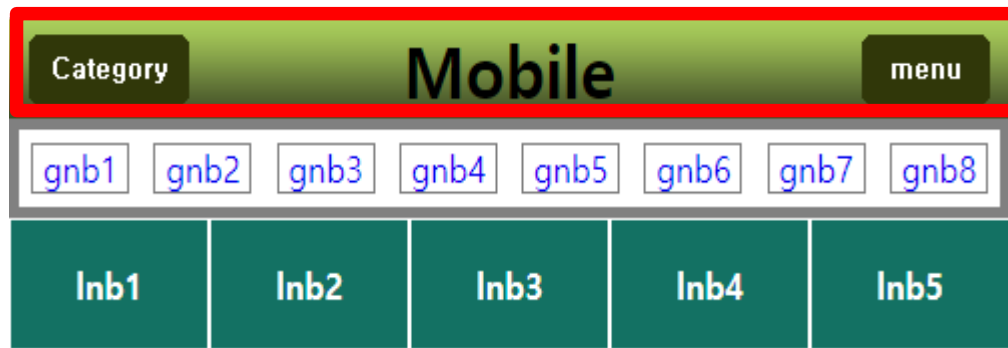 Category Mobile menu
gnb1 gnb2 gnb3 gnb4 gnb5 gnb6 gnb7 gnb8
lnb1 lnb2 lnb3 lnb4 lnb5